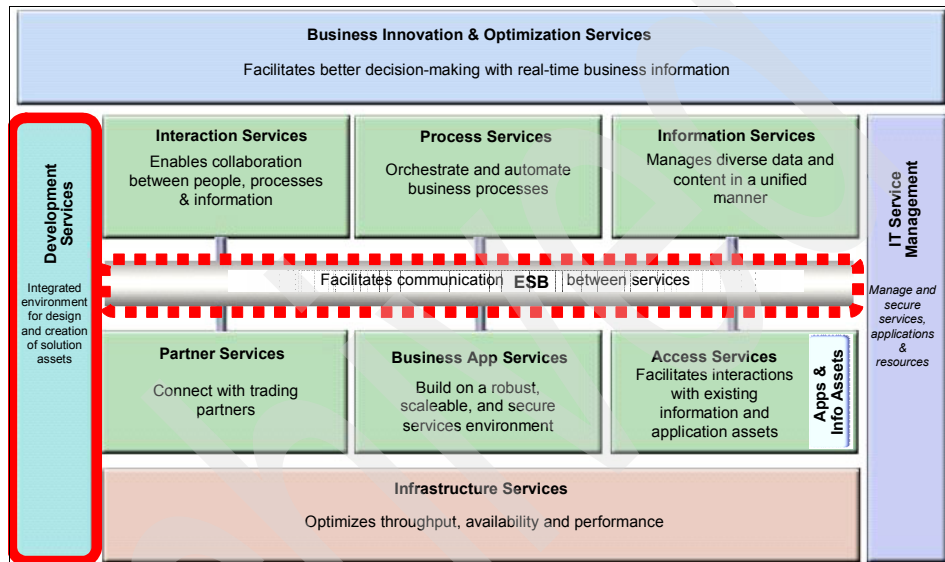 Business Innovation & Optimization Services
Facilitates better decision-making with real-time business information
Development
Services
Integrated
environment
for design
and creation
of solution
assets
Interaction Services
Enables collaboration
between people, processes
& information
Process Services
Orchestrate and automate
business processes
Information Services
Manages diverse data and
content in a unified
manner
IT Service
Management
Manage and
secure
services,
applications
&
resources
Facilitates communication ESB between services
Partner Services
Connect with trading
partners
Business App Services
Build on a robust,
scaleable, and secure
services environment
Access Services
Facilitates interactions
with existing
information and
application assets
Apps &
Info Assets
Infrastructure Services
Optimizes throughput, availability and performance